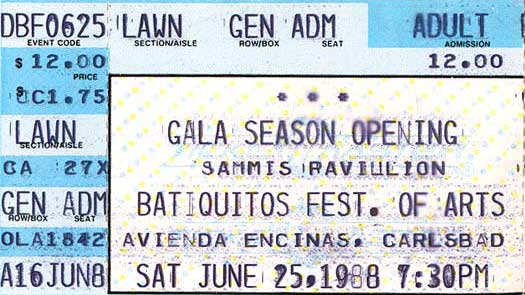 DBF0625 LAWN GEN ADM ADULT
EVENT CODE SECTION/AISLE ROW/BOX SEAT ADMISSION
$ 12.00 12.00
PRICE
$ C1.75 * * *
LAWN GALA SEASON OPENING
SECTION/AISLE
CA 27X SAMMIS PAVILLION
GEN ADM BATIQUITOS FEST. OF ARTS
ROW/BOX SEAT
OLA1842 AVIENDA ENCINAS, CARLSBAD
A16JUN8 SAT JUNE 25,1988 7:30PM